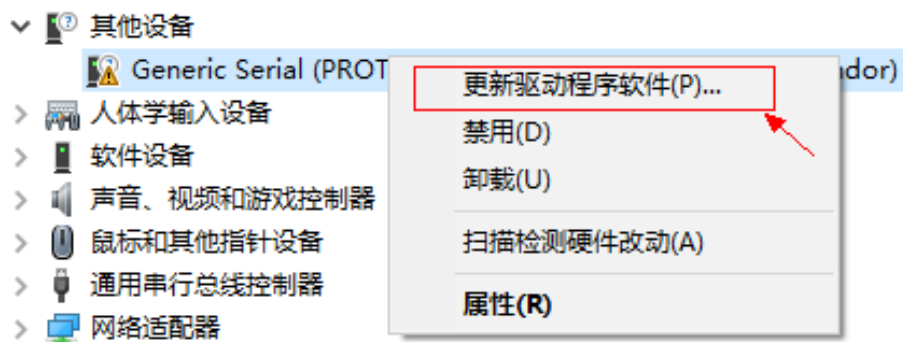 其他设备
Generic Serial (PROT
dor)
更新驱动程序软件(P)...
人体学输入设备
禁用(D)
软件设备
卸载(U)
声音、视频和游戏控制器
鼠标和其他指针设备
扫描检测硬件改动(A)
通用串行总线控制器
属性(R)
网络适配器